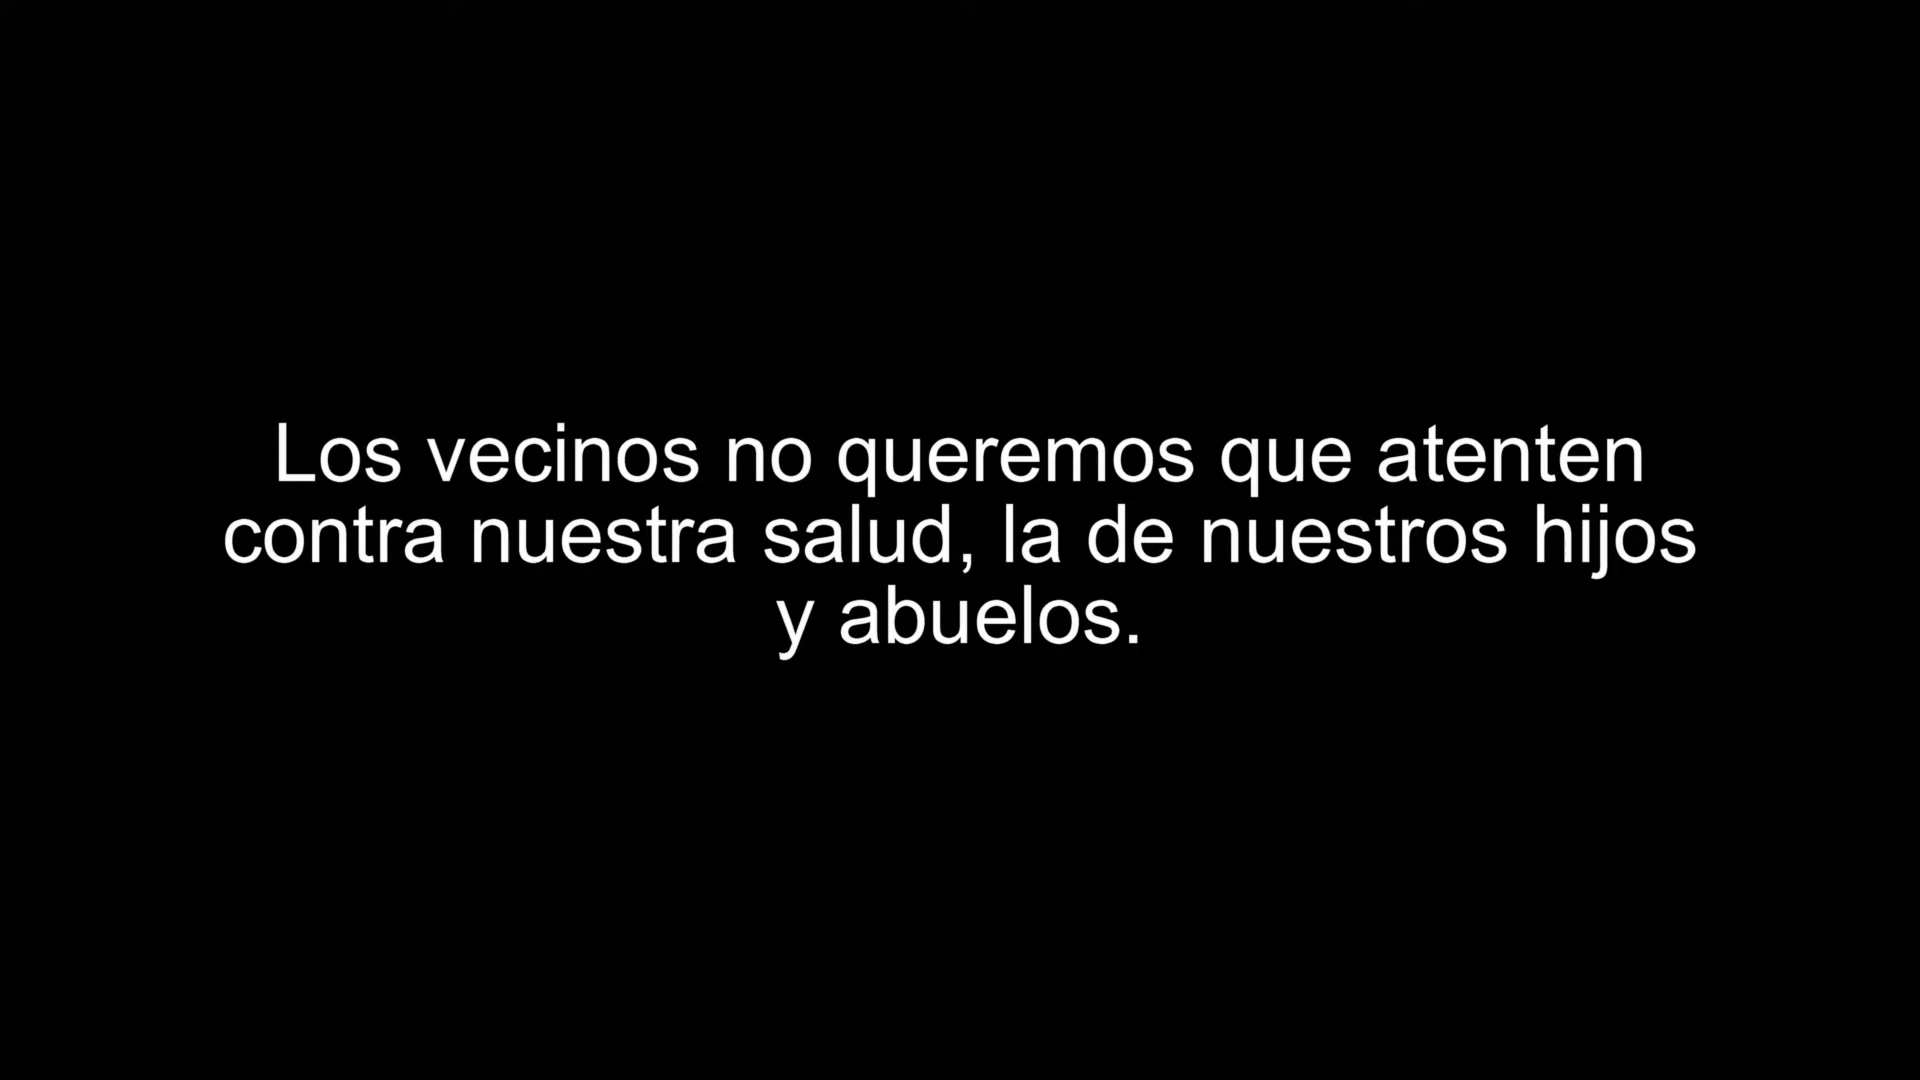 Los vecinos no queremos que atenten
contra nuestra salud, la de nuestros hijos
y abuelos.